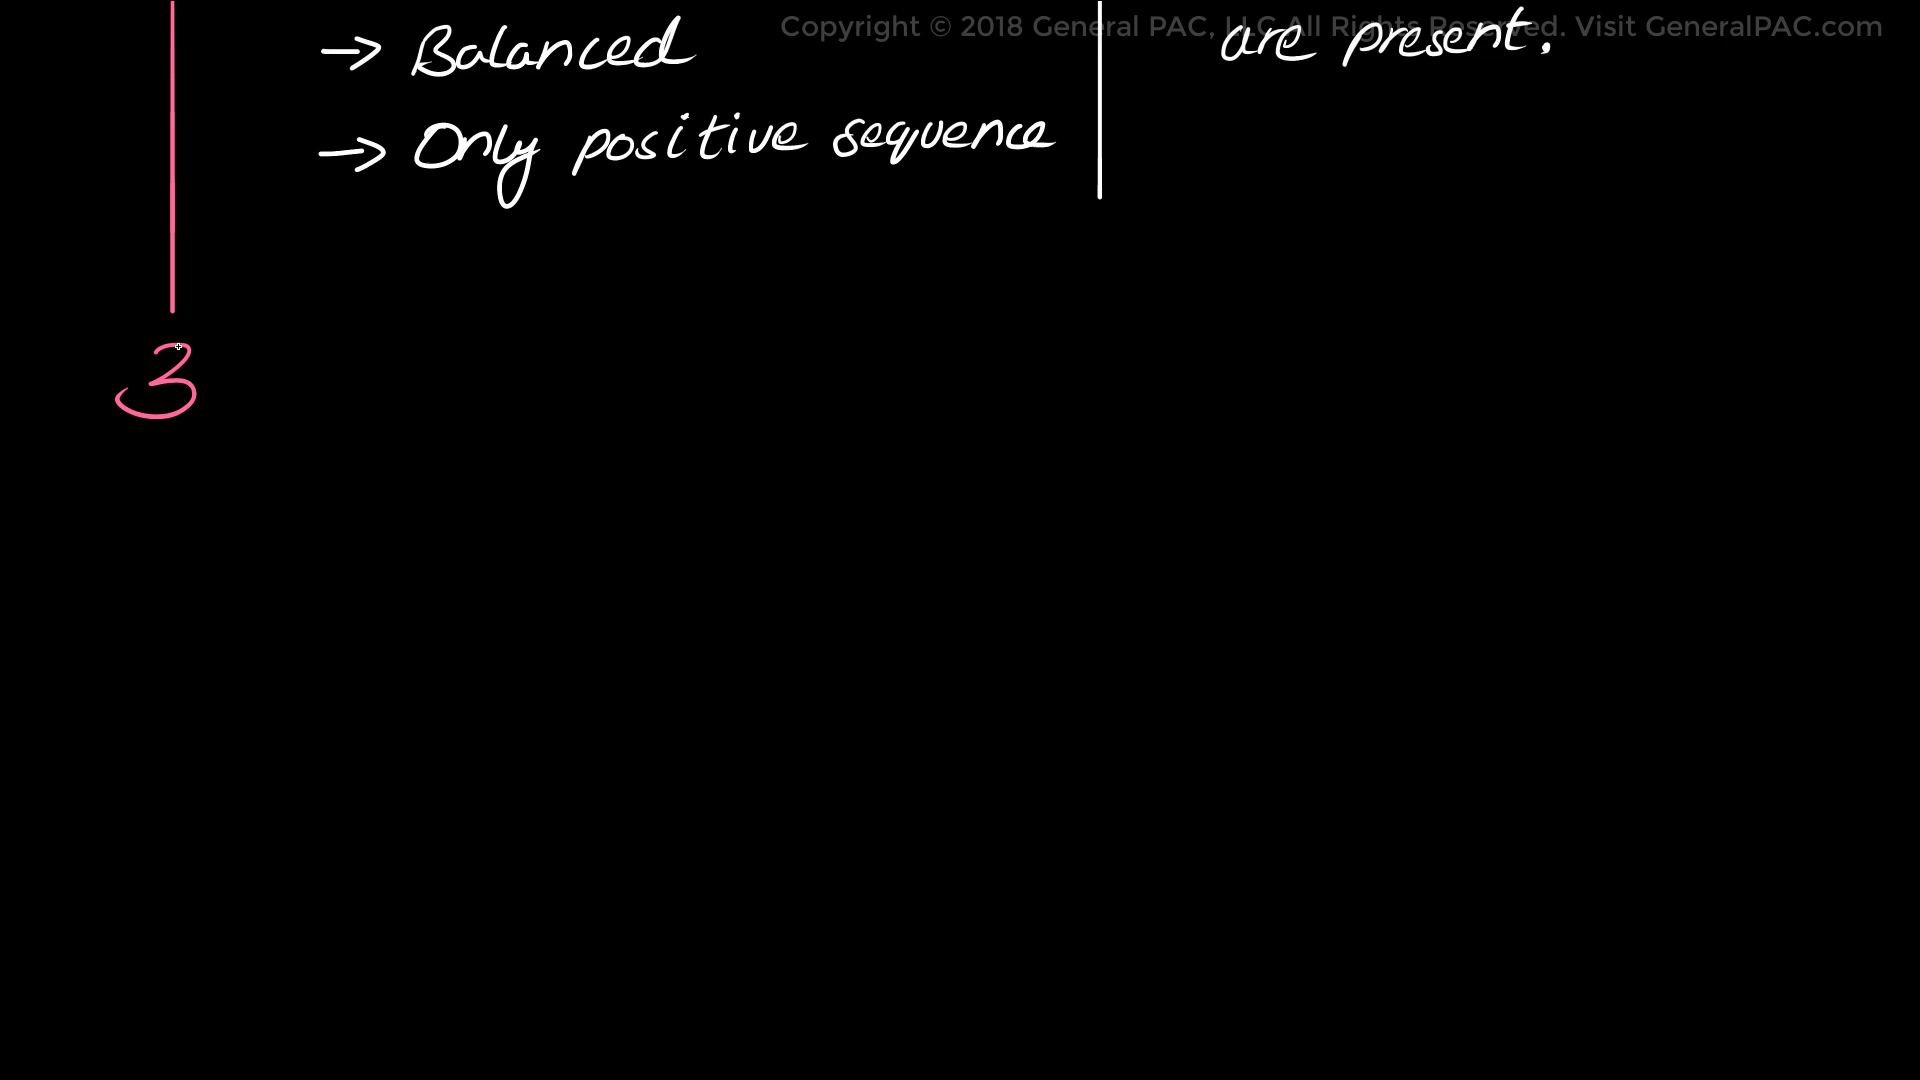 Copyright © 2018 General PAC, LLC All Rights Reserved. Visit GeneralPAC.com
→ Balanced
are present.
→ Only positive sequence
3